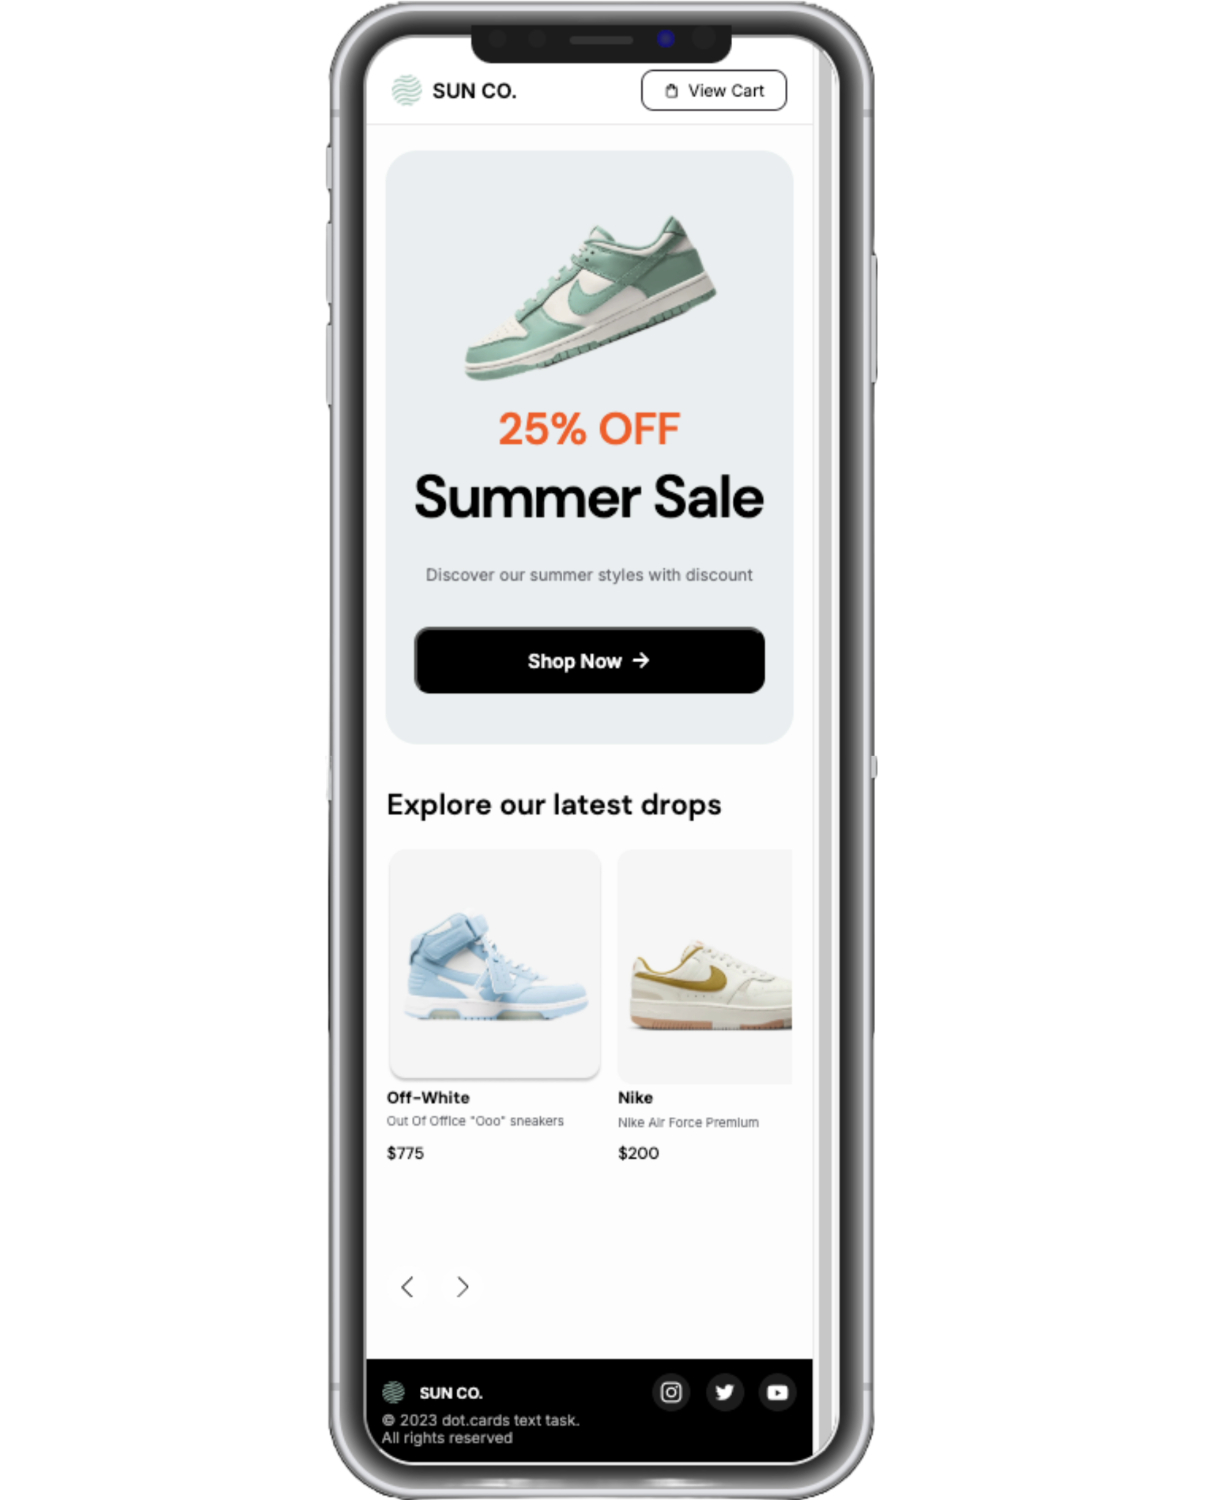 SUN CO.
View Cart
25% OFF
Summer Sale
Discover our summer styles with discount
Shop Now →
Explore our latest drops
Off-White
Out Of Office "Ooo" sneakers
$775
Nike
Nike Air Force Premium
$200
SUN CO.
© 2023 dot.cards text task.
All rights reserved